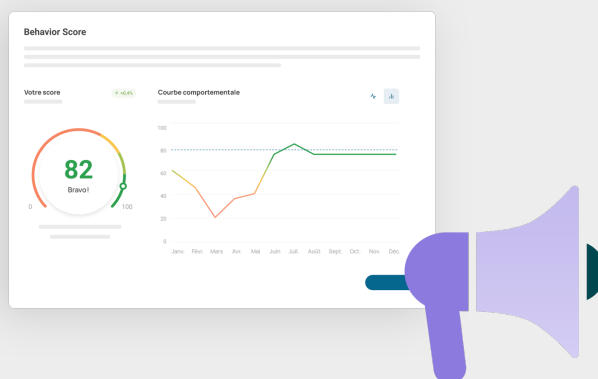 Behavior Score
Votre score
+0,4%
Courbe comportementale
100
80
60
40
20
0
Janv. Févr. Mars Avr. Mai Juin Juil. Août Sept. Oct. Nov. Déc.
82
Bravo!
0 100